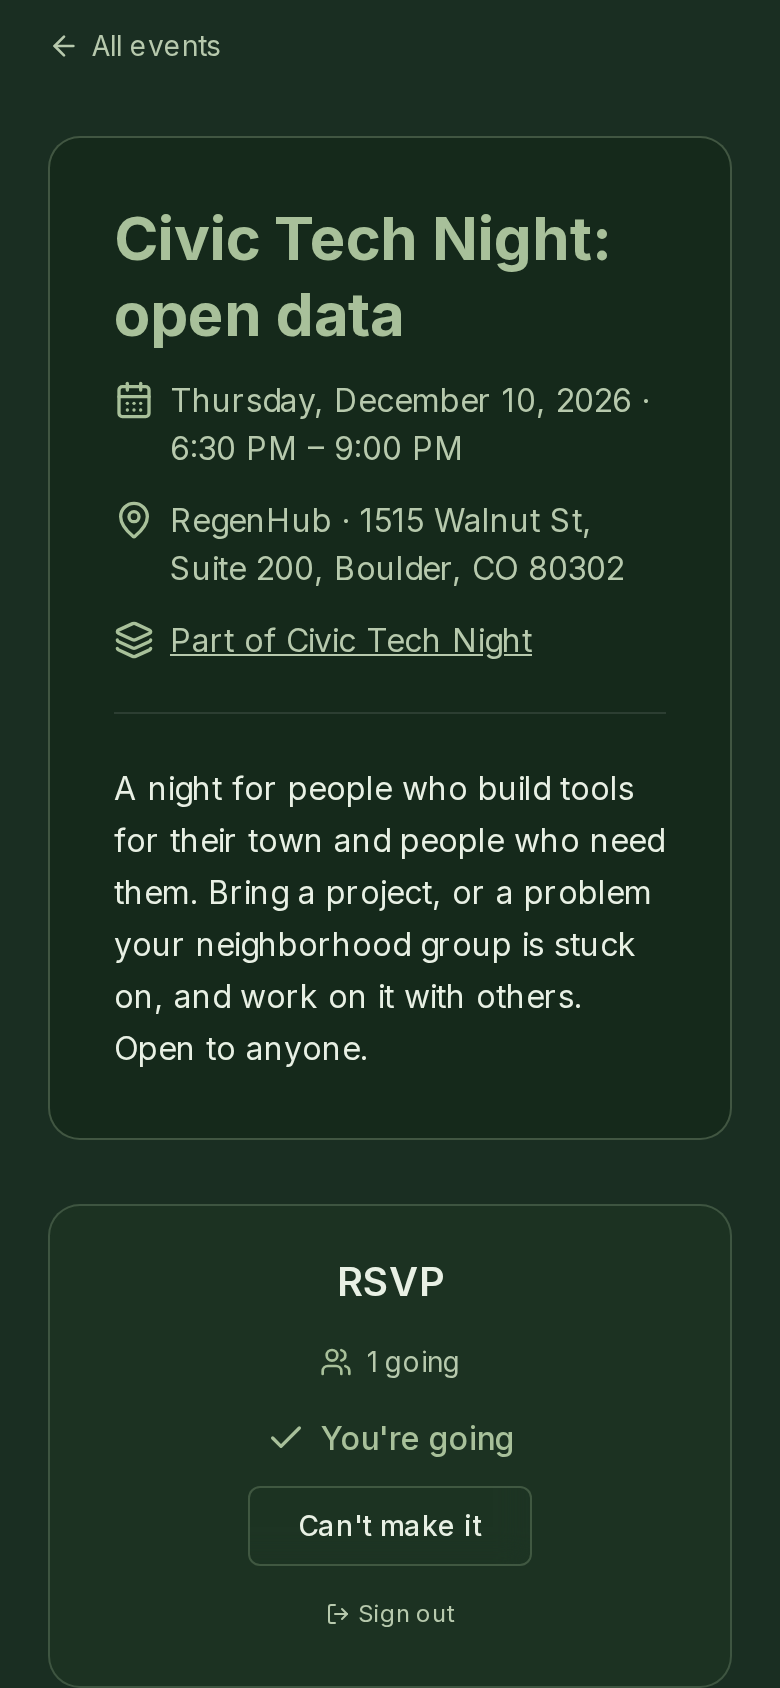 All events
Civic Tech Night:
open data
Thursday, December 10, 2026 ·
6:30 PM – 9:00 PM
RegenHub · 1515 Walnut St,
Suite 200, Boulder, CO 80302
Part of Civic Tech Night
A night for people who build tools
for their town and people who need
them. Bring a project, or a problem
your neighborhood group is stuck
on, and work on it with others.
Open to anyone.
RSVP
1 going
You're going
Can't make it
Sign out